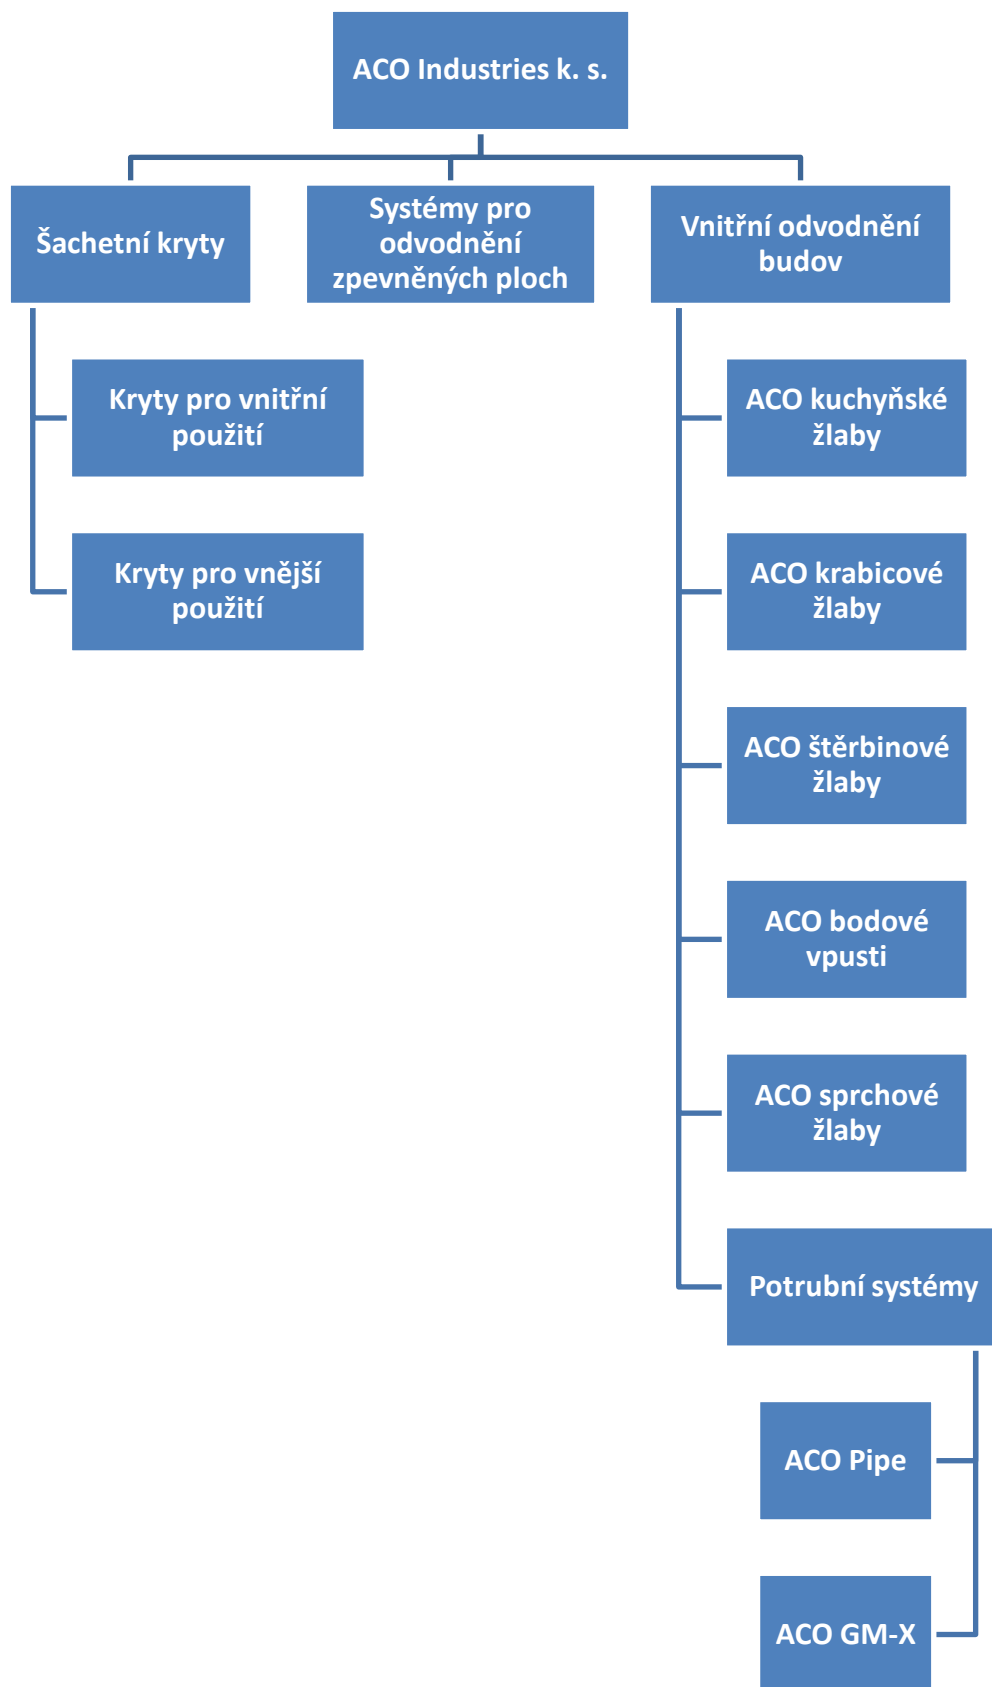 ACO Industries k. s.
Šachetní kryty
Systémy pro
odvodnění
zpevněných ploch
Vnitřní odvodnění
budov
Kryty pro vnitřní
použití
Kryty pro vnější
použití
ACO kuchyňské
žlaby
ACO krabicové
žlaby
ACO štěrbinové
žlaby
ACO bodové
vpusti
ACO sprchové
žlaby
Potrubní systémy
ACO Pipe
ACO GM-X